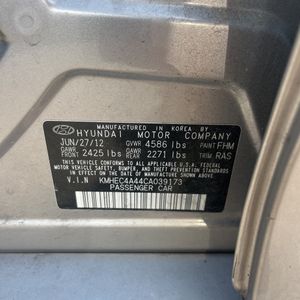 MANUFACTURED IN KOREA BY
HYUNDAI MOTOR COMPANY
JUN/27/12 GVWR 4586 lbs PAINT FHM
GAWR FRONT 2425 lbs GAWR REAR 2271 lbs TRIM RAS
THIS VEHICLE CONFORMS TO ALL APPLICABLE FEDERAL
MOTOR VEHICLE SAFETY, BUMPER, AND THEFT PREVENTION
STANDARDS IN EFFECT ON THE DATE OF MANUFACTURE
SHOWN ABOVE.
V.I.N KMHEC4A44CA039173
PASSENGER CAR